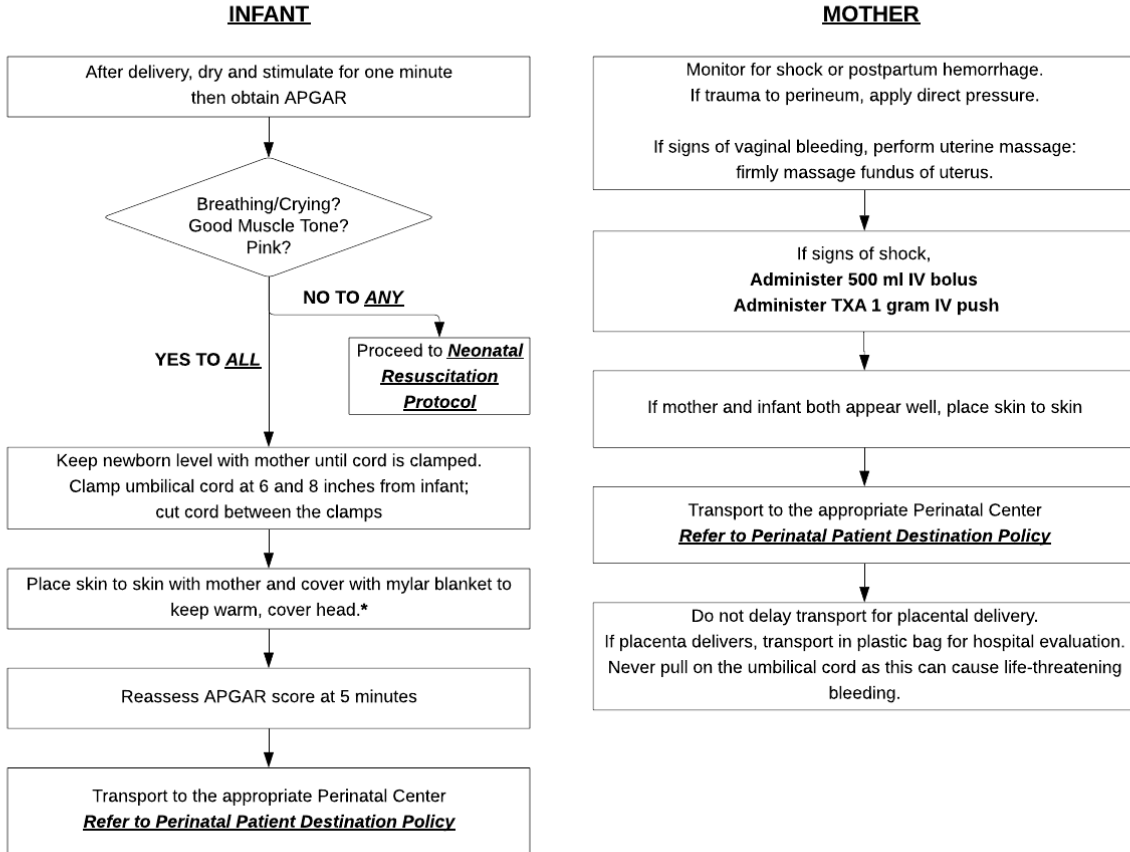 INFANT
After delivery, dry and stimulate for one minute
then obtain APGAR
Breathing/Crying?
Good Muscle Tone?
Pink?
NO TO ANY
YES TO ALL
Proceed to Neonatal
Resuscitation
Protocol
Keep newborn level with mother until cord is clamped.
Clamp umbilical cord at 6 and 8 inches from infant;
cut cord between the clamps
Place skin to skin with mother and cover with mylar blanket to
keep warm, cover head.*
Reassess APGAR score at 5 minutes
Transport to the appropriate Perinatal Center
Refer to Perinatal Patient Destination Policy
MOTHER
Monitor for shock or postpartum hemorrhage.
If trauma to perineum, apply direct pressure.
If signs of vaginal bleeding, perform uterine massage:
firmly massage fundus of uterus.
If signs of shock,
Administer 500 ml IV bolus
Administer TXA 1 gram IV push
If mother and infant both appear well, place skin to skin
Transport to the appropriate Perinatal Center
Refer to Perinatal Patient Destination Policy
Do not delay transport for placental delivery.
If placenta delivers, transport in plastic bag for hospital evaluation.
Never pull on the umbilical cord as this can cause life-threatening
bleeding.